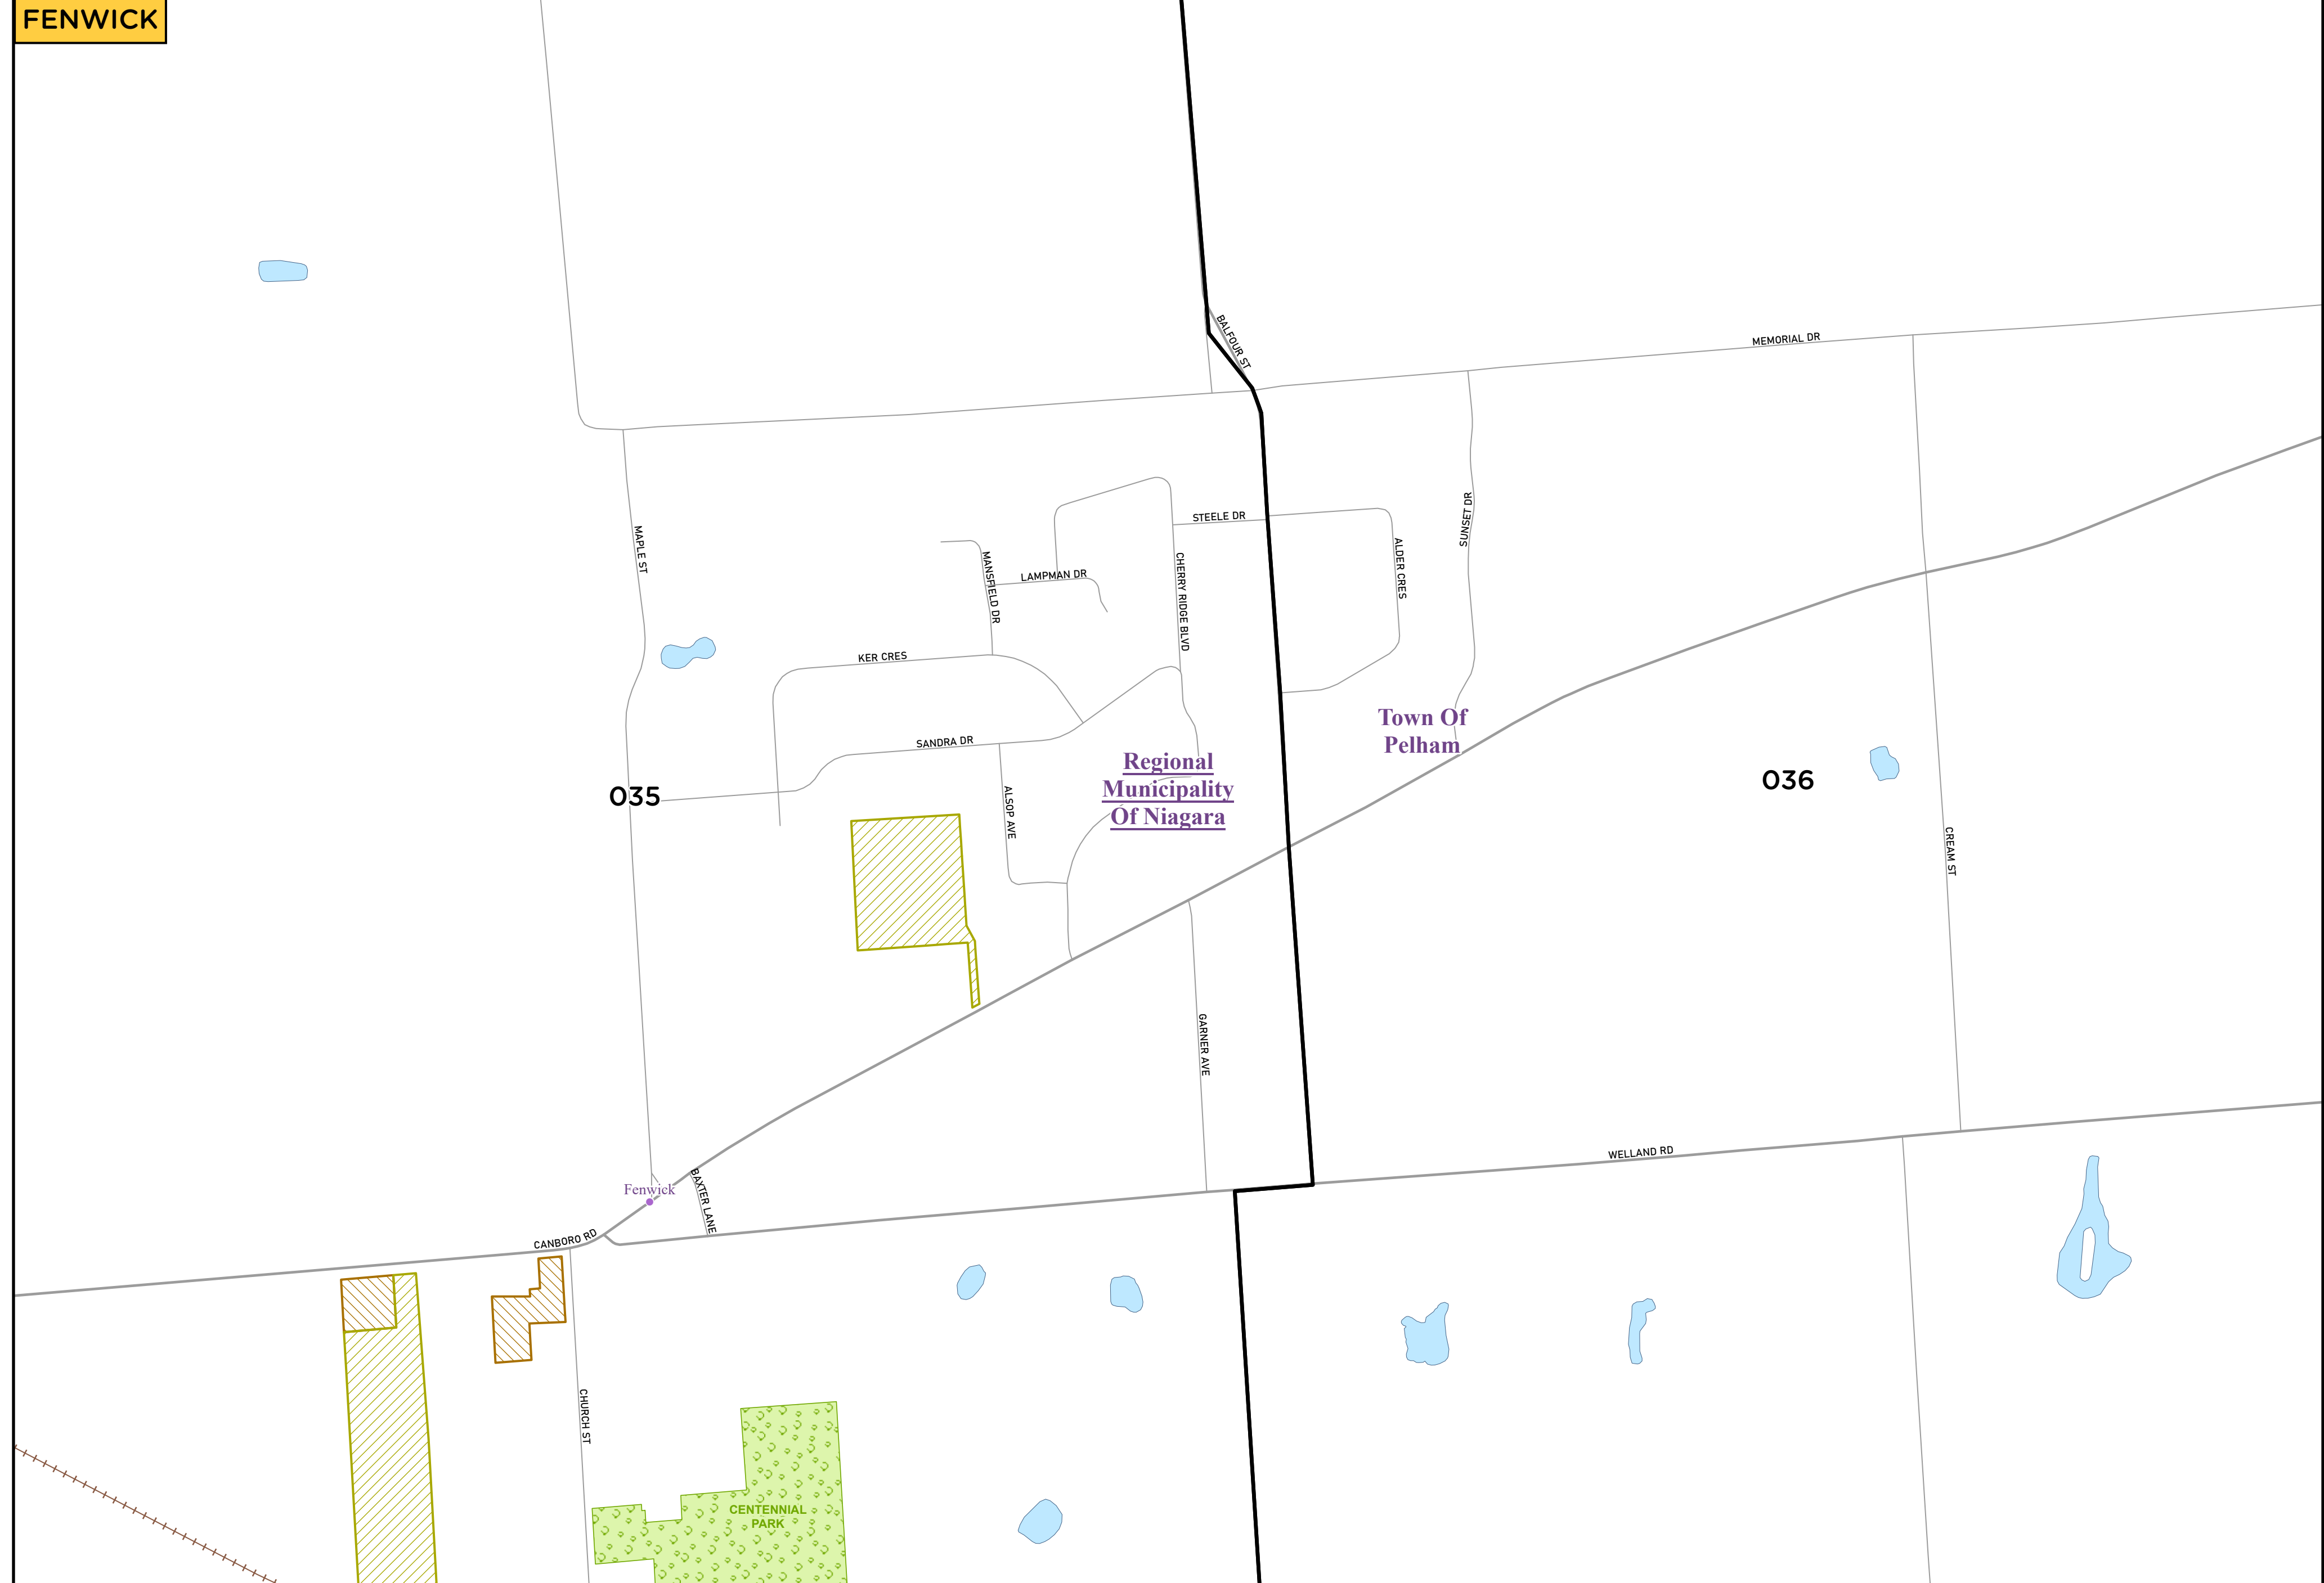 FENWICK
BALFOUR ST
MEMORIAL DR
MAPLE ST
STEELE DR
SUNSET DR
ALDER CRES
MANSFIELD DR
LAMPMAN DR
CHERRY RIDGE BLVD
KER CRES
SANDRA DR
Town Of
Pelham
Regional
Municipality
Of Niagara
035
036
ALSOP AVE
CREAM ST
GARNER AVE
WELLAND RD
Fenwick
BAXTER LANE
CANBORO RD
CHURCH ST
CENTENNIAL
PARK